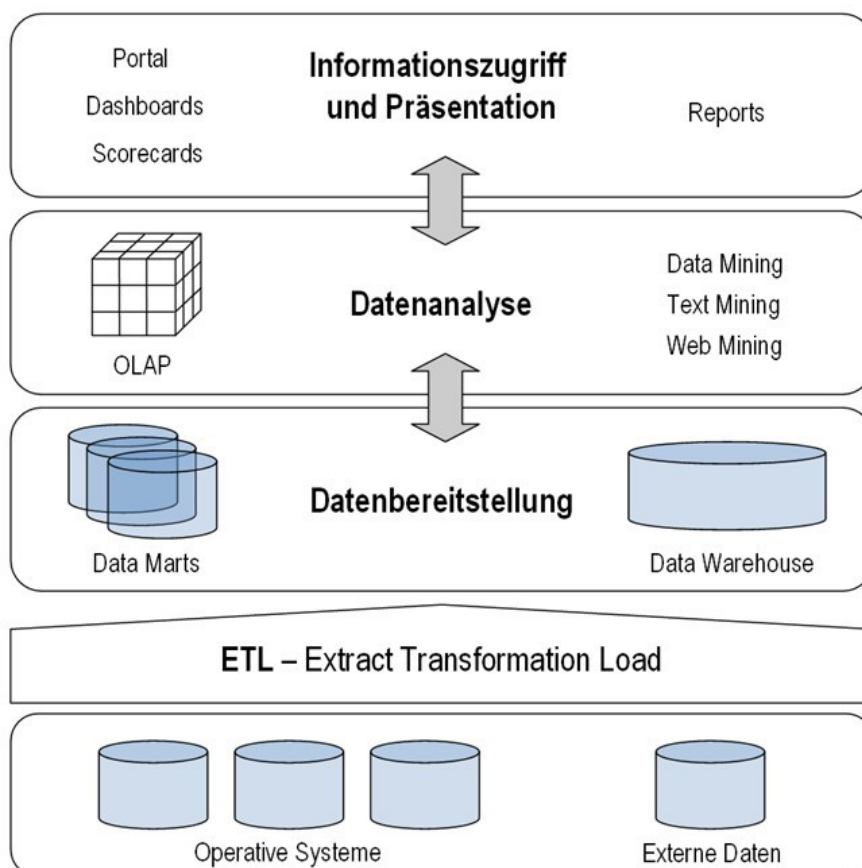 Portal
Dashboards
Scorecards
Informationszugriff
und Präsentation
Reports
OLAP
Datenanalyse
Data Mining
Text Mining
Web Mining
Data Marts
Datenbereitstellung
Data Warehouse
ETL – Extract Transformation Load
Operative Systeme
Externe Daten